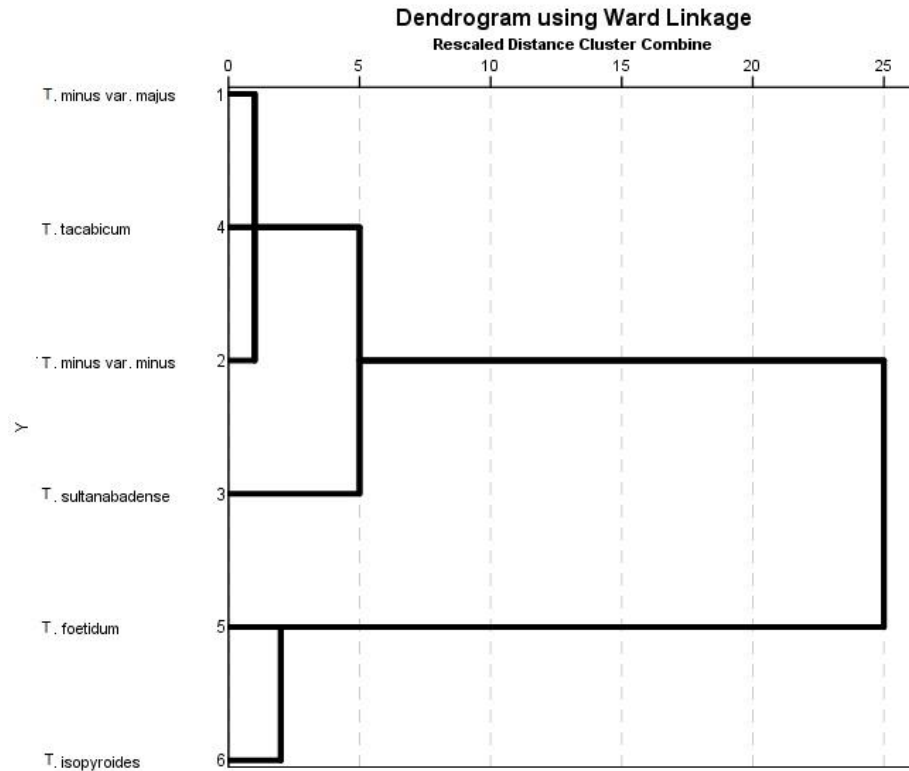 Dendrogram using Ward Linkage
Rescaled Distance Cluster Combine
0 5 10 15 20 25
T. minus var. majus 1
T. tacabicum 4
T. minus var. minus 2
Y
T. sultanabadense 3
T. foetidum 5
T. isopyroides 6